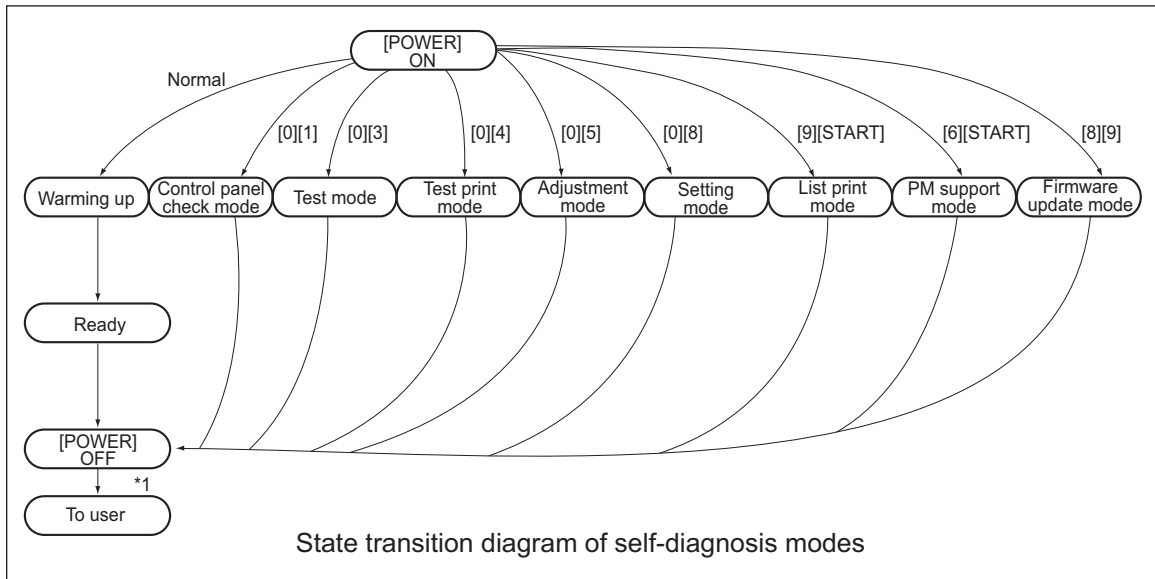 [POWER]
ON
Normal
[0][1]
[0][3]
[0][4]
[0][5]
[0][8]
[9][START]
[6][START]
[8][9]
Warming up
Control panel
check mode
Test mode
Test print
mode
Adjustment
mode
Setting
mode
List print
mode
PM support
mode
Firmware
update mode
Ready
[POWER]
OFF
*1
To user
State transition diagram of self-diagnosis modes